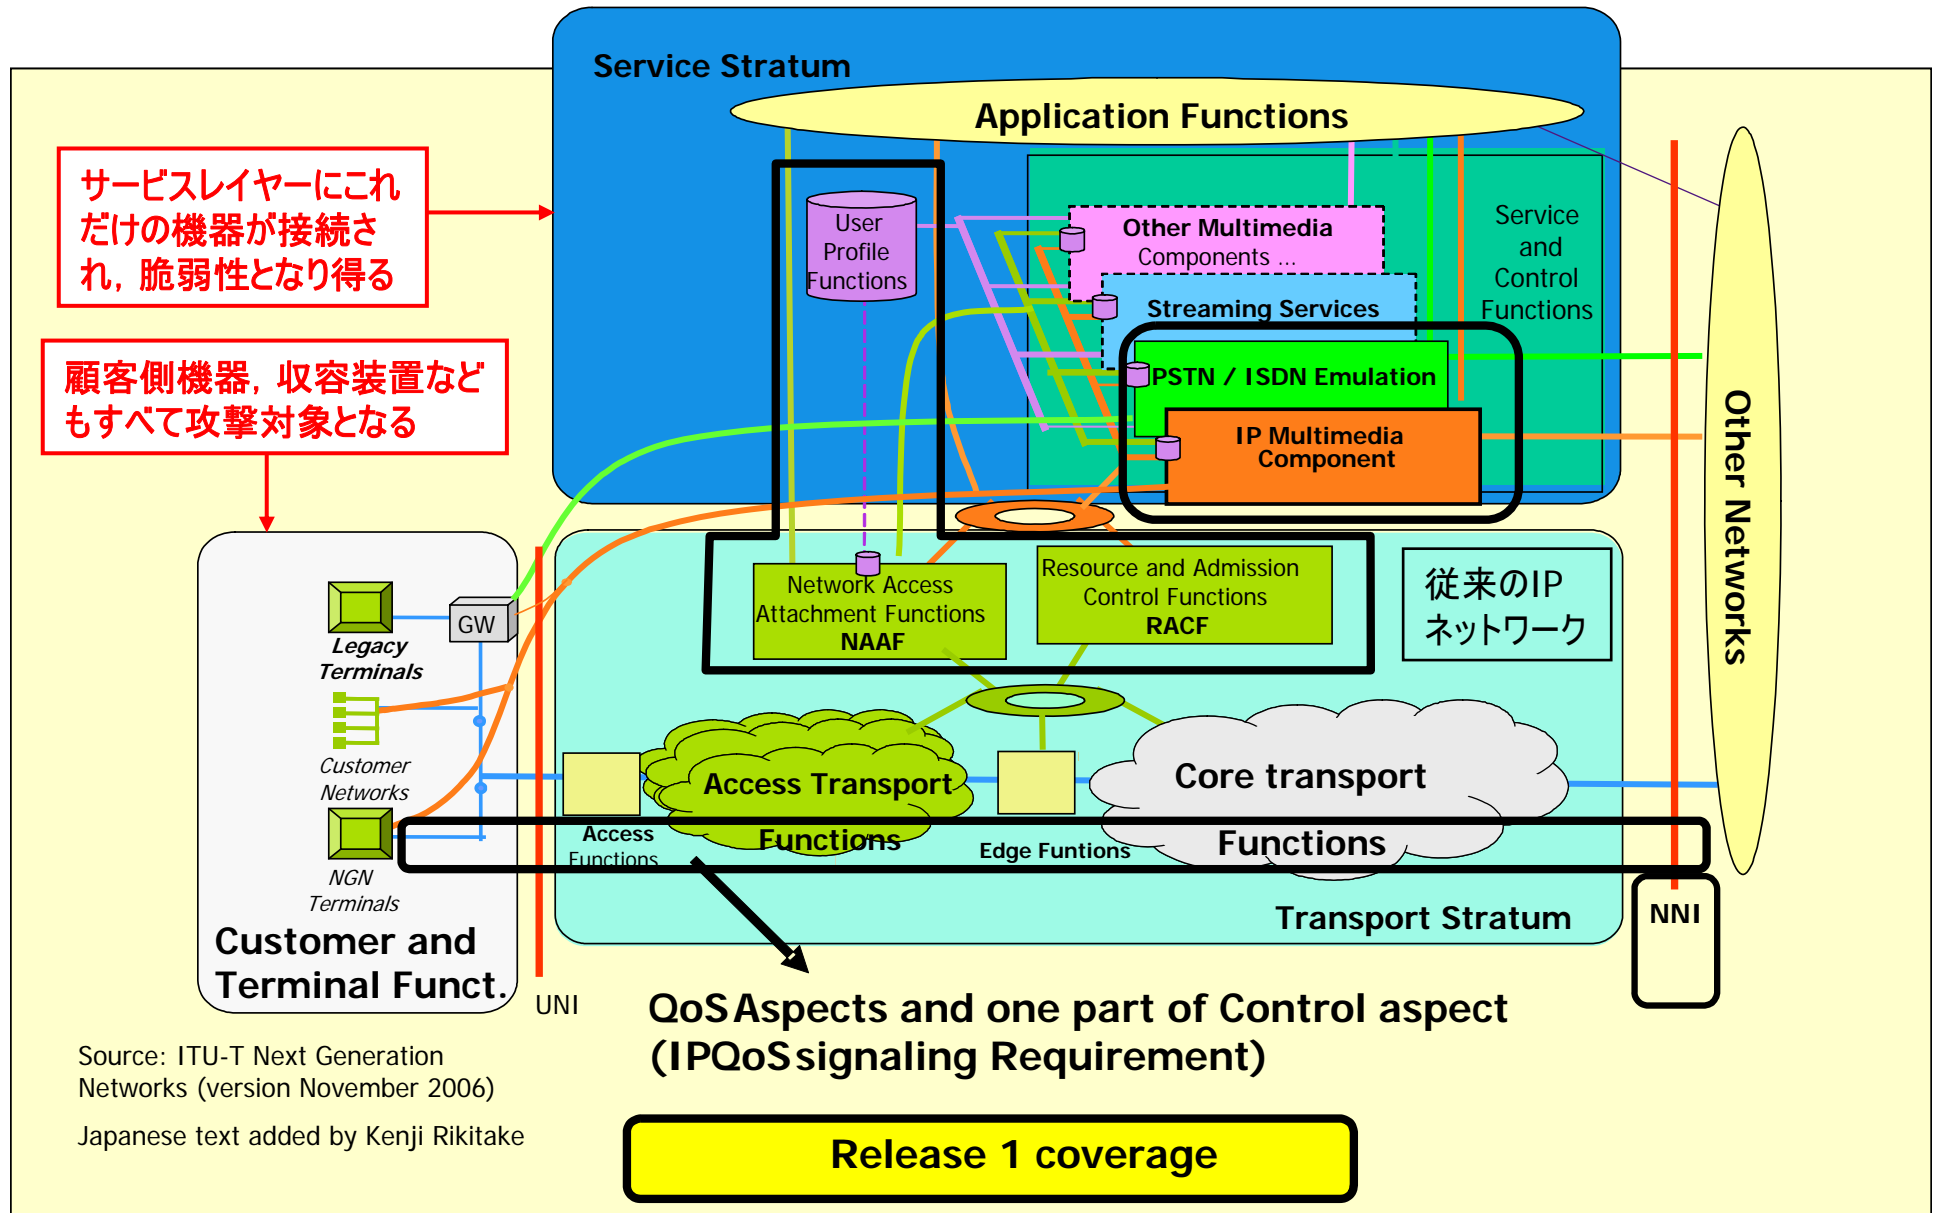 Service Stratum
Application Functions
サービスレイヤーにこれ
だけの機器が接続さ
れ，脆弱性となり得る
顧客側機器，収容装置など
もすべて攻撃対象となる
User
Profile
Functions
Other Multimedia
Components ...
Streaming Services
PSTN / ISDN Emulation
IP Multimedia
Component
Service
and
Control
Functions
Other Networks
Network Access
Attachment Functions
NAAF
Resource and Admission
Control Functions
RACF
従来のIP
ネットワーク
GW
Legacy
Terminals
Customer
Networks
NGN
Terminals
Customer and
Terminal Funct.
UNI
Access
Functions
Access Transport
Functions
Edge Funtions
Core transport
Functions
Transport Stratum
NNI
QoS Aspects and one part of Control aspect
(IPQoS signaling Requirement)
Source: ITU-T Next Generation
Networks (version November 2006)
Japanese text added by Kenji Rikitake
Release 1 coverage